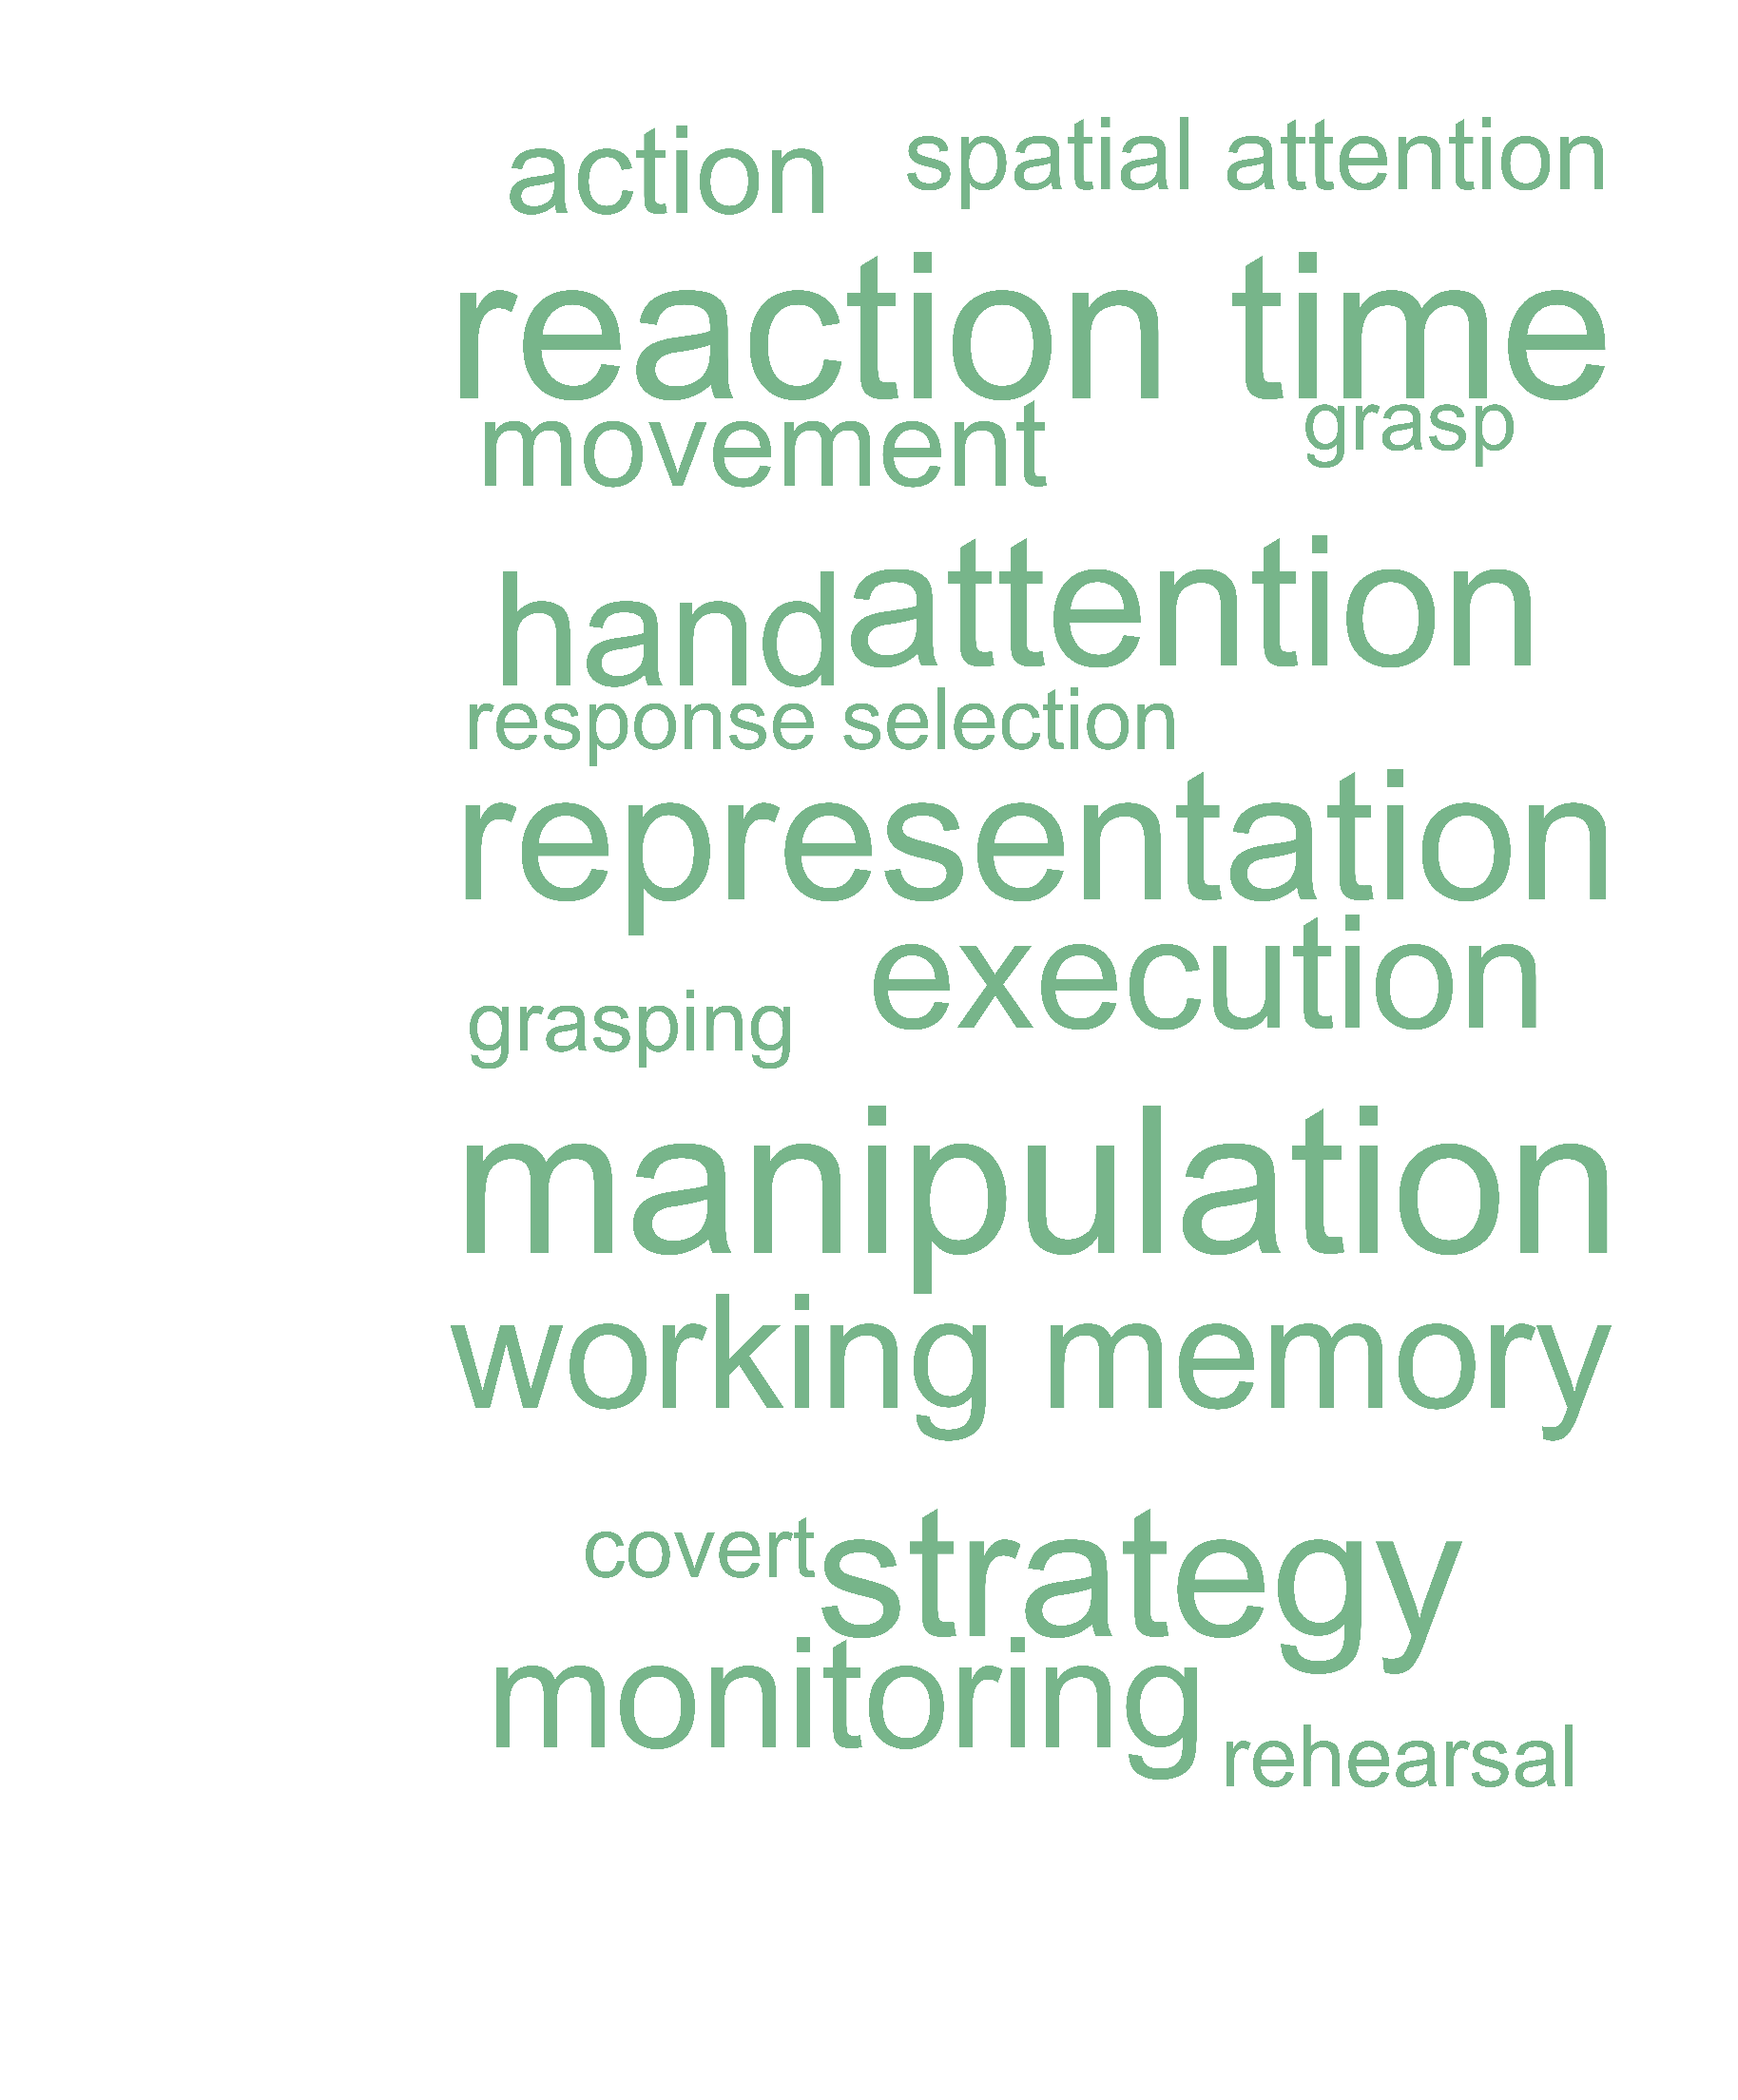 action spatial attention
reaction time
movement grasp
hand attention
response selection
representation
execution
grasping
manipulation
working memory
covert strategy
monitoring
rehearsal